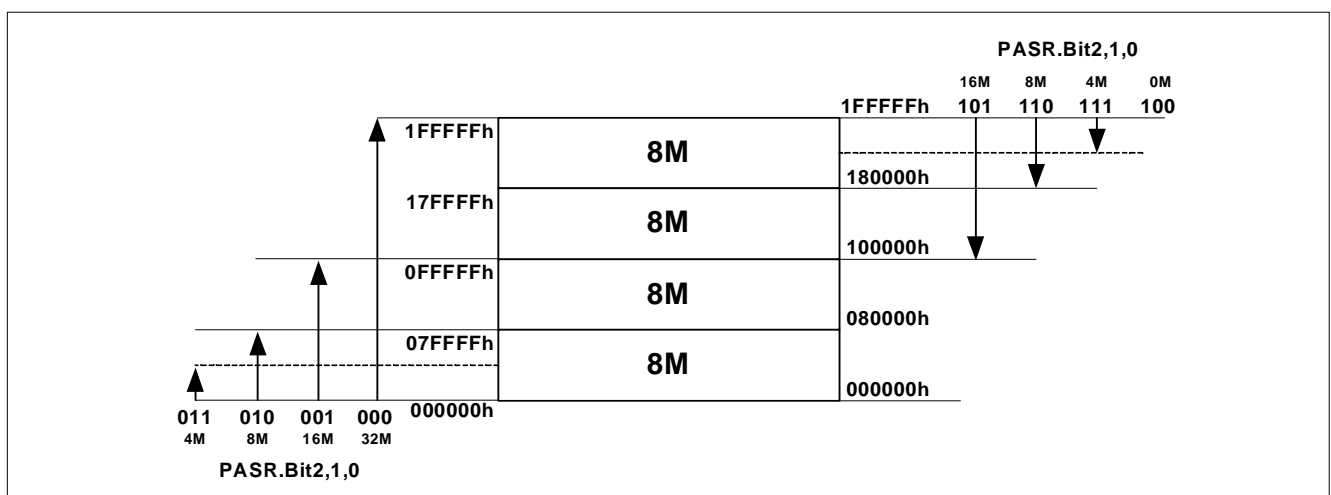 PASR.Bit2,1,0
16M 8M 4M 0M
1FFFFFh 101 110 111 100
1FFFFFh
8M
180000h
17FFFFh
8M
100000h
0FFFFFh
8M
080000h
07FFFFh
8M
000000h
011 010 001 000 000000h
4M 8M 16M 32M
PASR.Bit2,1,0